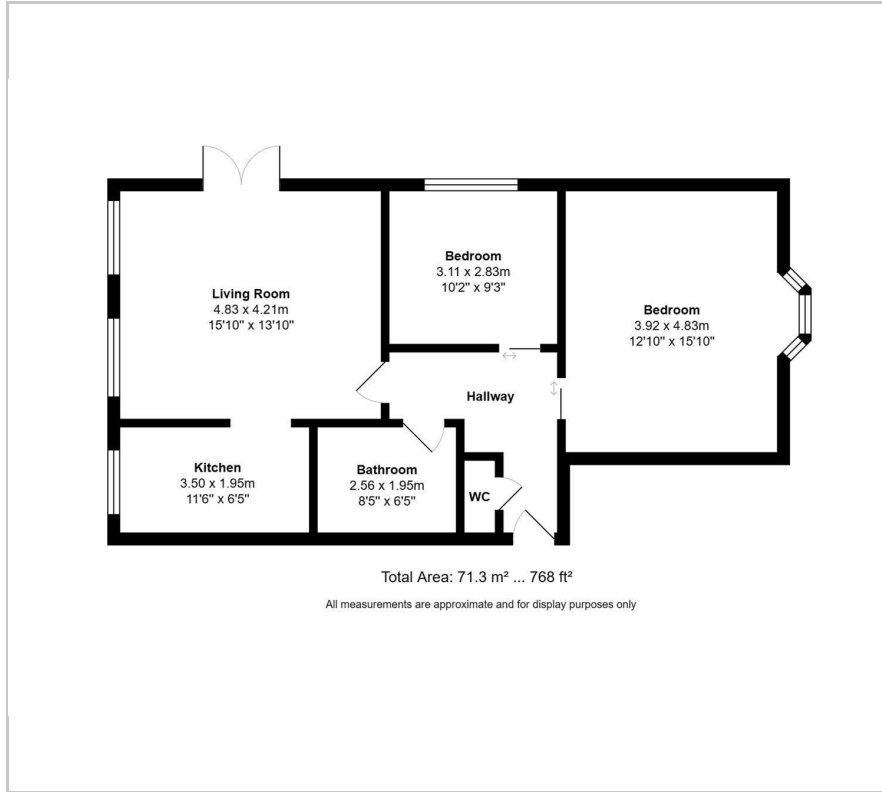 Living Room
4.83 x 4.21m
15'10" x 13'10"
Bedroom
3.11 x 2.83m
10'2" x 9'3"
Bedroom
3.92 x 4.83m
12'10" x 15'10"
Hallway
Kitchen
3.50 x 1.95m
11'6" x 6'5"
Bathroom
2.56 x 1.95m
8'5" x 6'5"
WC
Total Area: 71.3 m² ... 768 ft²
All measurements are approximate and for display purposes only